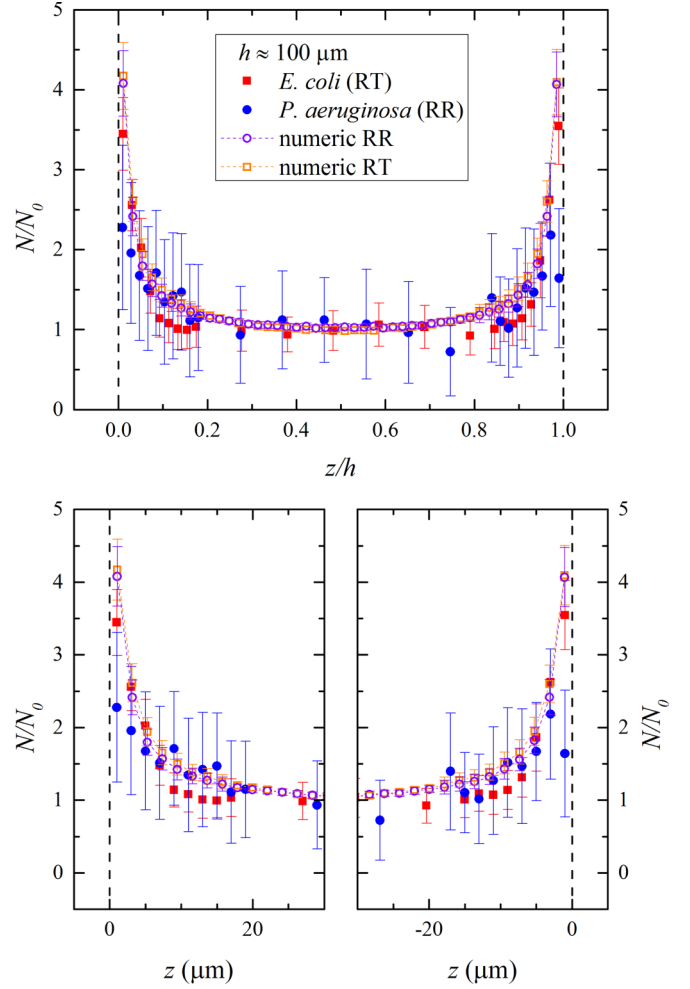 5
4
3
2
1
0
N/N₀
h ≈ 100 μm
E. coli (RT)
P. aeruginosa (RR)
numeric RR
numeric RT
0.0 0.2 0.4 0.6 0.8 1.0
z/h
5 5
4 4
3 3
2 2
1 1
0 0
N/N₀ N/N₀
0 20 -20 0
z (μm) z (μm)